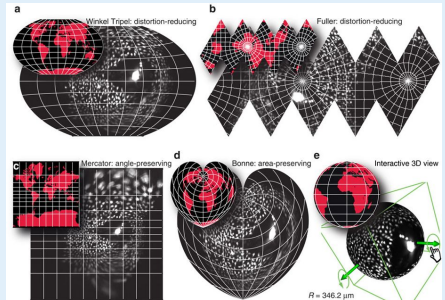 a
Winkel Tripel: distortion-reducing
b
Fuller: distortion-reducing
c
Mercator: angle-preserving
d
Bonne: area-preserving
e
Interactive 3D view
R = 346.2 μm